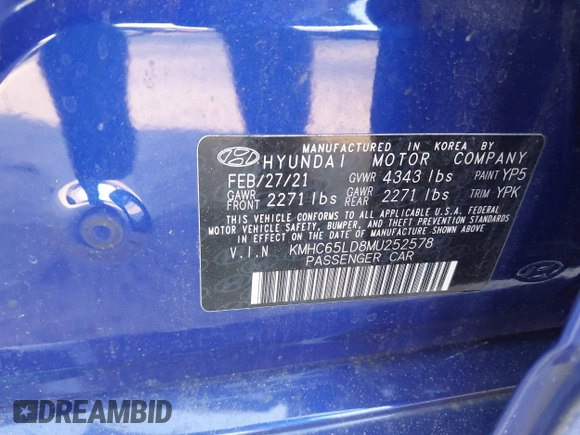 MANUFACTURED IN KOREA BY
HYUNDAI MOTOR COMPANY
FEB/27/21 GVWR 4343 lbs PAINT YP5
GAWR FRONT 2271 lbs GAWR REAR 2271 lbs TRIM YPK
THIS VEHICLE CONFORMS TO ALL APPLICABLE U.S.A. FEDERAL
MOTOR VEHICLE SAFETY, BUMPER, AND THEFT PREVENTION STANDARDS
IN EFFECT ON THE DATE OF MANUFACTURE SHOWN ABOVE.
V.I.N KMHC65LD8MU252578
PASSENGER CAR
DREAMBID